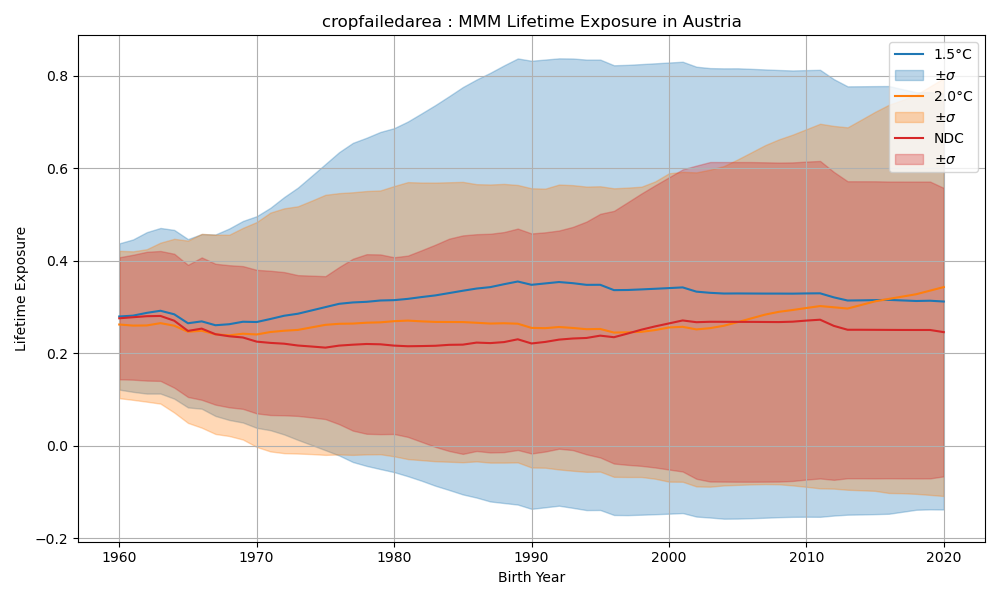 cropfailedarea : MMM Lifetime Exposure in Austria
1.5°C
±σ
2.0°C
±σ
NDC
±σ
Lifetime Exposure
0.8
0.6
0.4
0.2
0.0
−0.2
1960 1970 1980 1990 2000 2010 2020
Birth Year